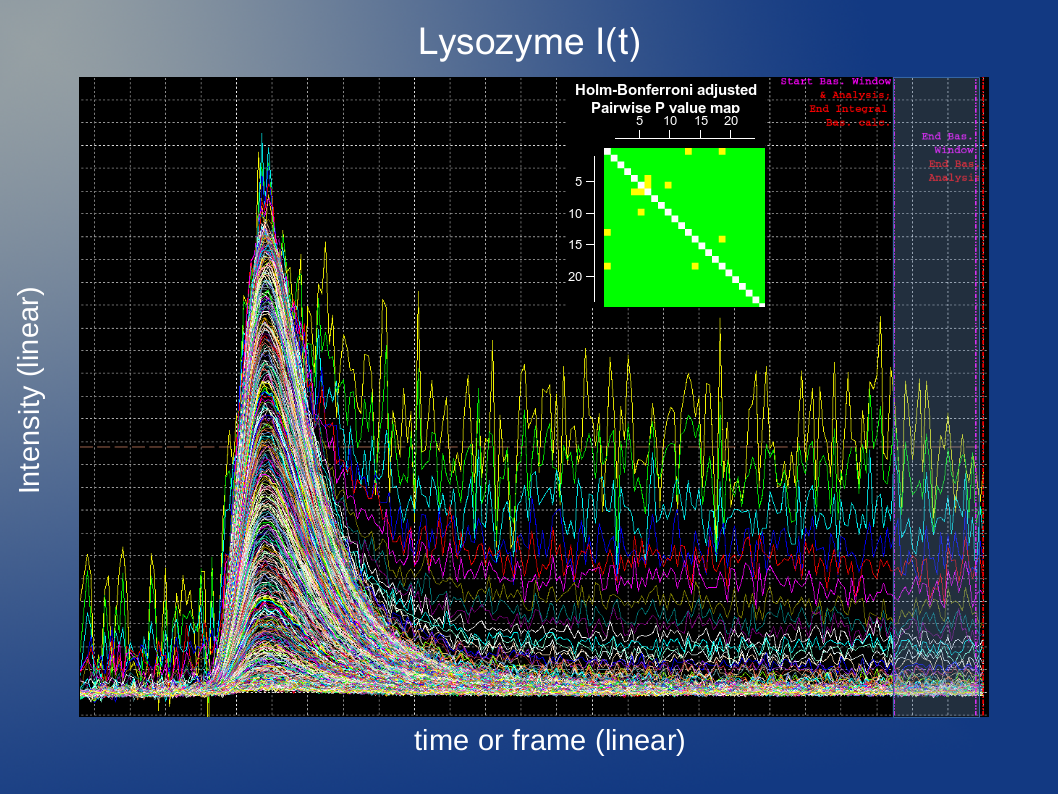 Lysozyme I(t)
Holm-Bonferroni adjusted
Pairwise P value map
5 10 15 20
5
10
15
20
Start Bas. Window
& Analysis;
End Integral
Bas. calc.
End Bas.
Window
End Bas.
Analysis
Intensity (linear)
time or frame (linear)